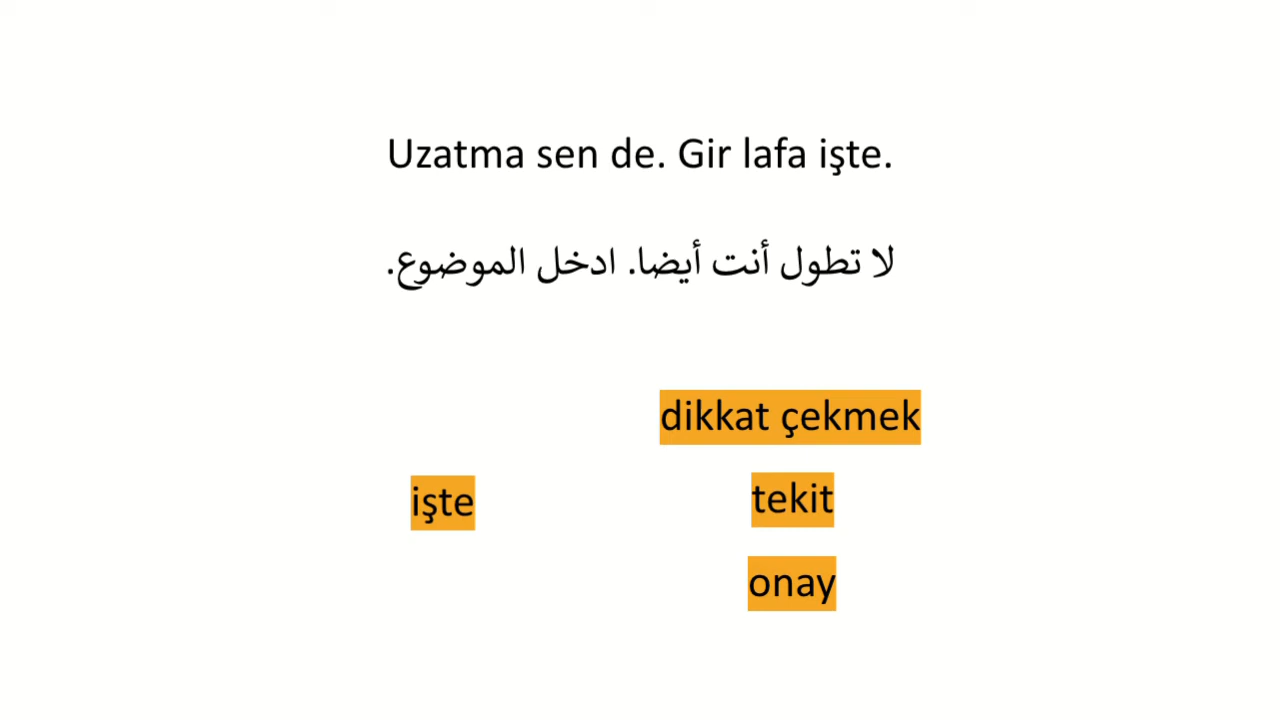 Uzatma sen de. Gir lafa işte.
لا تطول أنت أيضا. ادخل الموضوع.
dikkat çekmek
işte
tekit
onay